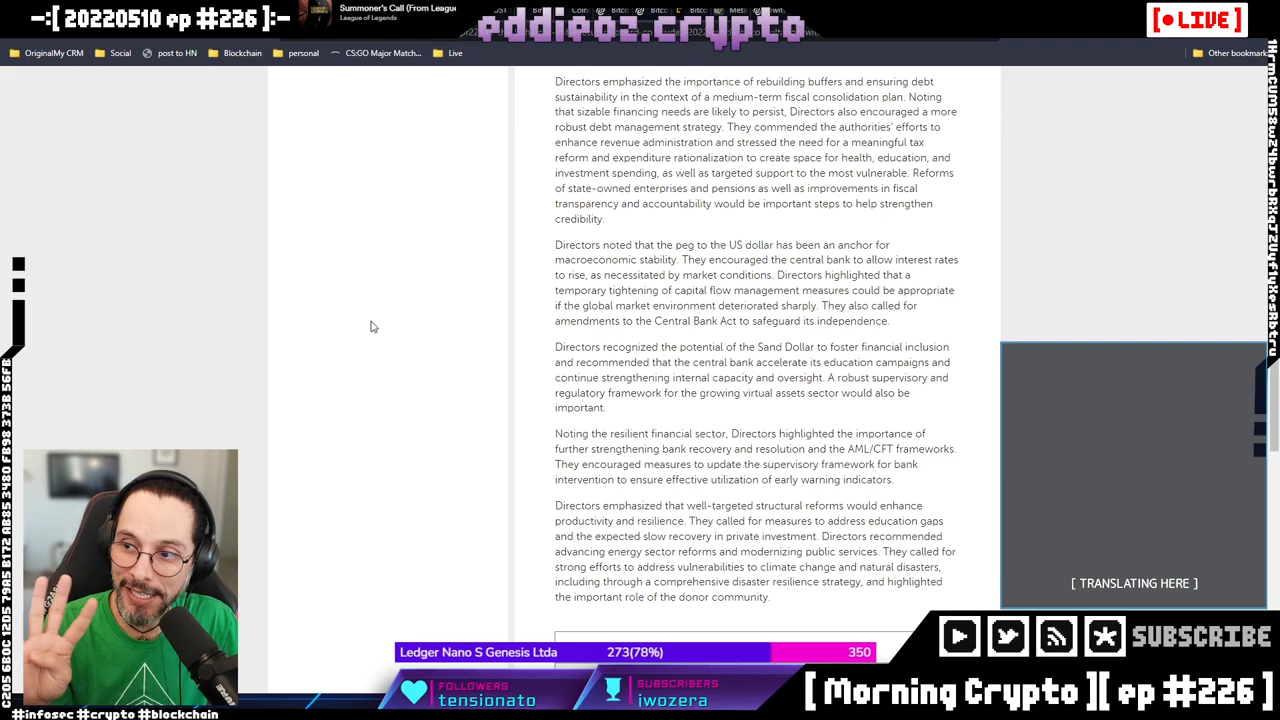 -:[ 20220510 ep #226 ]:-
Summoner's Call (From League
League of Legends
eddieoz.crypto
[ ● LIVE ]
OriginalMy CRM
Social
post to HN
Blockchain
personal
CS:GO Major Match...
Live
Other bookmark
Directors emphasized the importance of rebuilding buffers and ensuring debt
sustainability in the context of a medium-term fiscal consolidation plan. Noting
that sizable financing needs are likely to persist, Directors also encouraged a more
robust debt management strategy. They commended the authorities' efforts to
enhance revenue administration and stressed the need for a meaningful tax
reform and expenditure rationalization to create space for health, education, and
investment spending, as well as targeted support to the most vulnerable. Reforms
of state-owned enterprises and pensions as well as improvements in fiscal
transparency and accountability would be important steps to help strengthen
credibility.
Directors noted that the peg to the US dollar has been an anchor for
macroeconomic stability. They encouraged the central bank to allow interest rates
to rise, as necessitated by market conditions. Directors highlighted that a
temporary tightening of capital flow management measures could be appropriate
if the global market environment deteriorated sharply. They also called for
amendments to the Central Bank Act to safeguard its independence.
Directors recognized the potential of the Sand Dollar to foster financial inclusion
and recommended that the central bank accelerate its education campaigns and
continue strengthening internal capacity and oversight. A robust supervisory and
regulatory framework for the growing virtual assets sector would also be
important.
Noting the resilient financial sector, Directors highlighted the importance of
further strengthening bank recovery and resolution and the AML/CFT frameworks.
They encouraged measures to update the supervisory framework for bank
intervention to ensure effective utilization of early warning indicators.
Directors emphasized that well-targeted structural reforms would enhance
productivity and resilience. They called for measures to address education gaps
and the expected slow recovery in private investment. Directors recommended
advancing energy sector reforms and modernizing public services. They called for
strong efforts to address vulnerabilities to climate change and natural disasters,
including through a comprehensive disaster resilience strategy, and highlighted
the important role of the donor community.
[ TRANSLATING HERE ]
Ledger Nano S Genesis Ltda 273(78%) 350
SUBSCRIBE
FOLLOWERS
tensionato
SUBSCRIBERS
iwozera
[ Morning Crypto ][ ep #226 ]
#infosec #crypto #blockchain